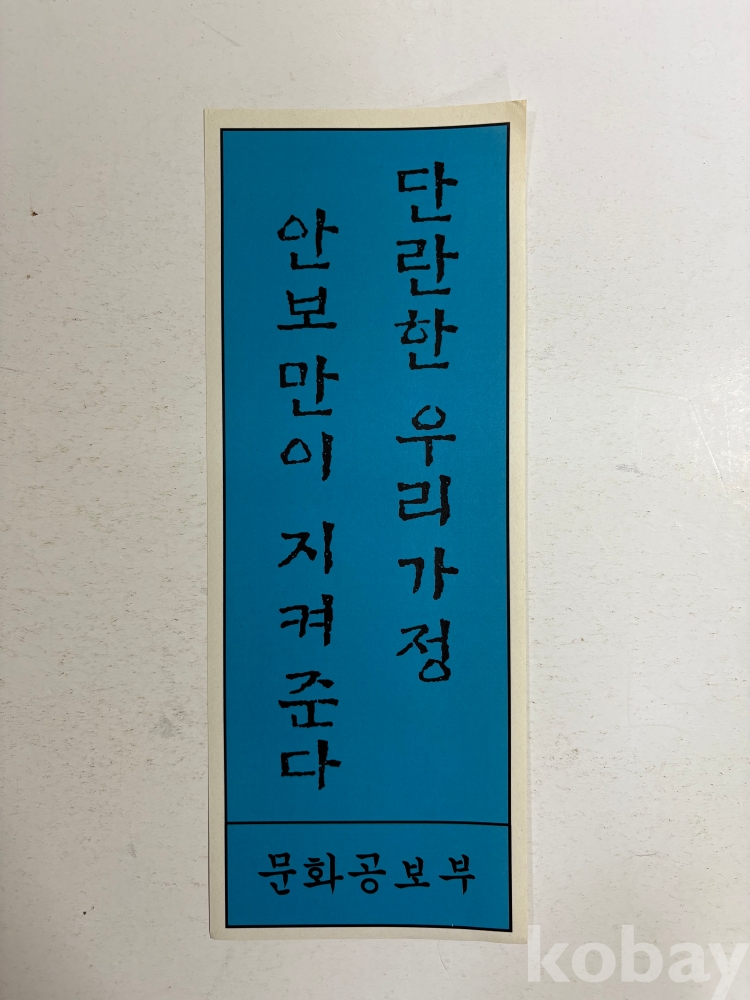 단란한 우리가정
안보만이 지켜준다
문화공보부
kobay